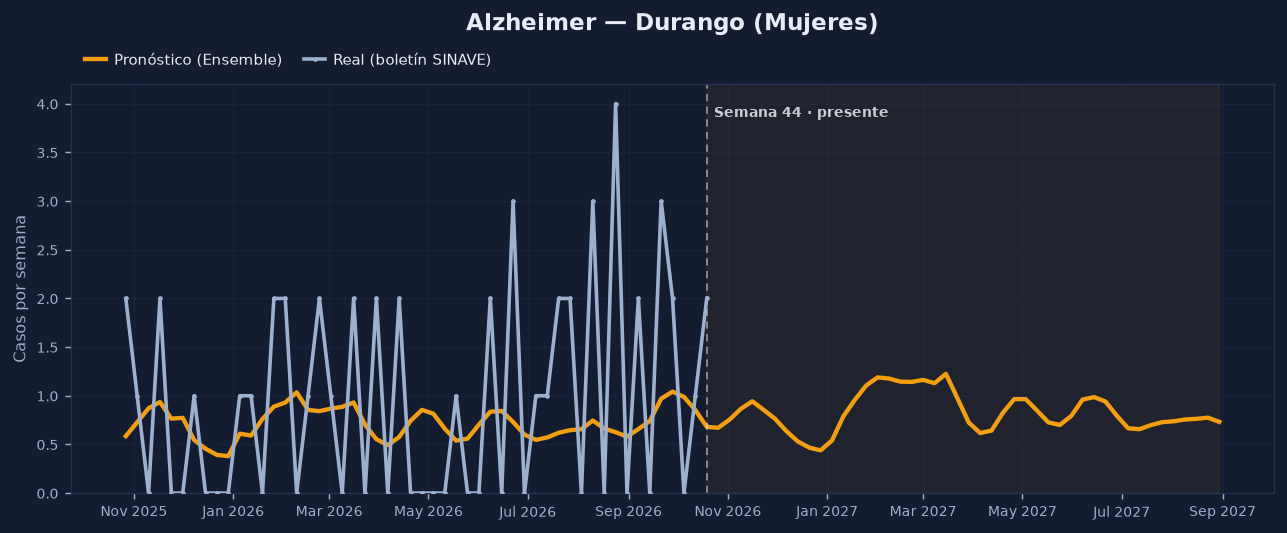 Alzheimer — Durango (Mujeres)
Pronóstico (Ensemble)
Real (boletín SINAVE)
Semana 44 · presente
Casos por semana
4.0
3.5
3.0
2.5
2.0
1.5
1.0
0.5
0.0
Nov 2025
Jan 2026
Mar 2026
May 2026
Jul 2026
Sep 2026
Nov 2026
Jan 2027
Mar 2027
May 2027
Jul 2027
Sep 2027